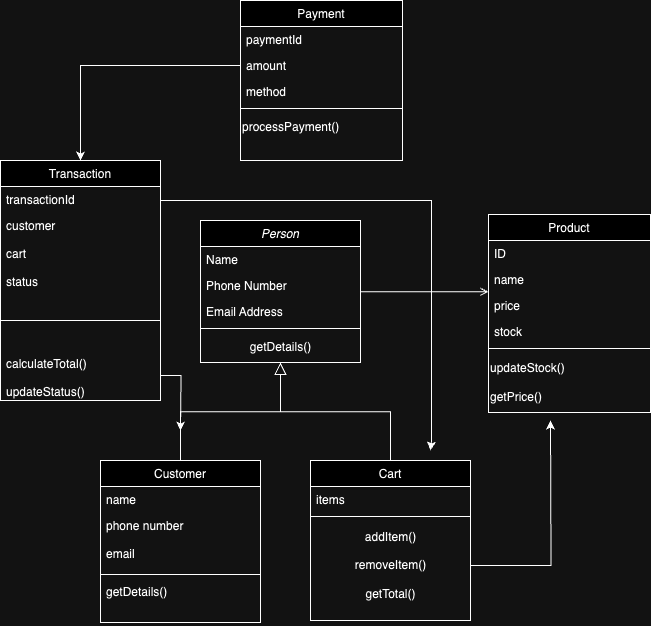 Payment
paymentId
amount
method
processPayment()
Transaction
transactionId
customer
cart
status
calculateTotal()
updateStatus()
Person
Name
Phone Number
Email Address
getDetails()
Product
ID
name
price
stock
updateStock()
getPrice()
Customer
name
phone number
email
getDetails()
Cart
items
addItem()
removeItem()
getTotal()